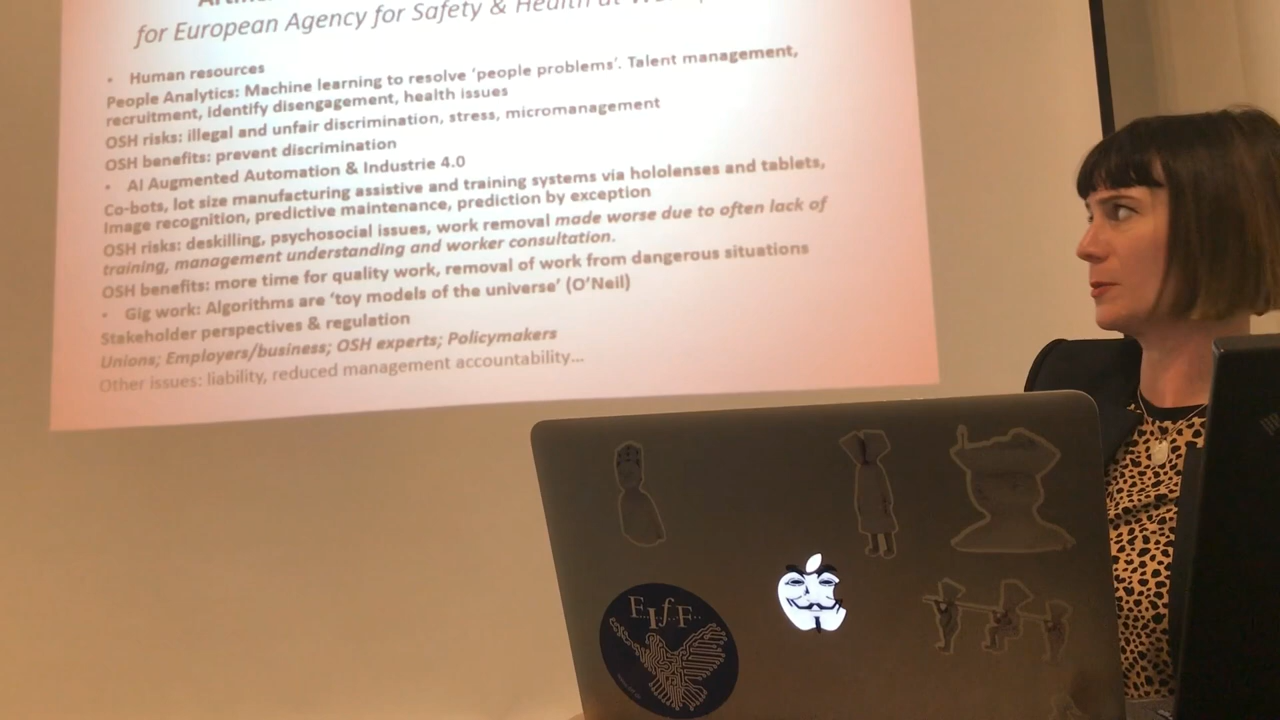 for European Agency for Safety & Health at
• Human resources
People Analytics: Machine learning to resolve ‘people problems’. Talent management,
recruitment, identify disengagement, health issues
OSH risks: illegal and unfair discrimination, stress, micromanagement
OSH benefits: prevent discrimination
• AI Augmented Automation & Industrie 4.0
Co-bots, lot size manufacturing assistive and training systems via hololenses and tablets,
Image recognition, predictive maintenance, prediction by exception
OSH risks: deskilling, psychosocial issues, work removal made worse due to often lack of
training, management understanding and worker consultation.
OSH benefits: more time for quality work, removal of work from dangerous situations
• Gig work: Algorithms are ‘toy models of the universe’ (O’Neil)
Stakeholder perspectives & regulation
Unions; Employers/business; OSH experts; Policymakers
Other issues: liability, reduced management accountability...
F..I..f..F..